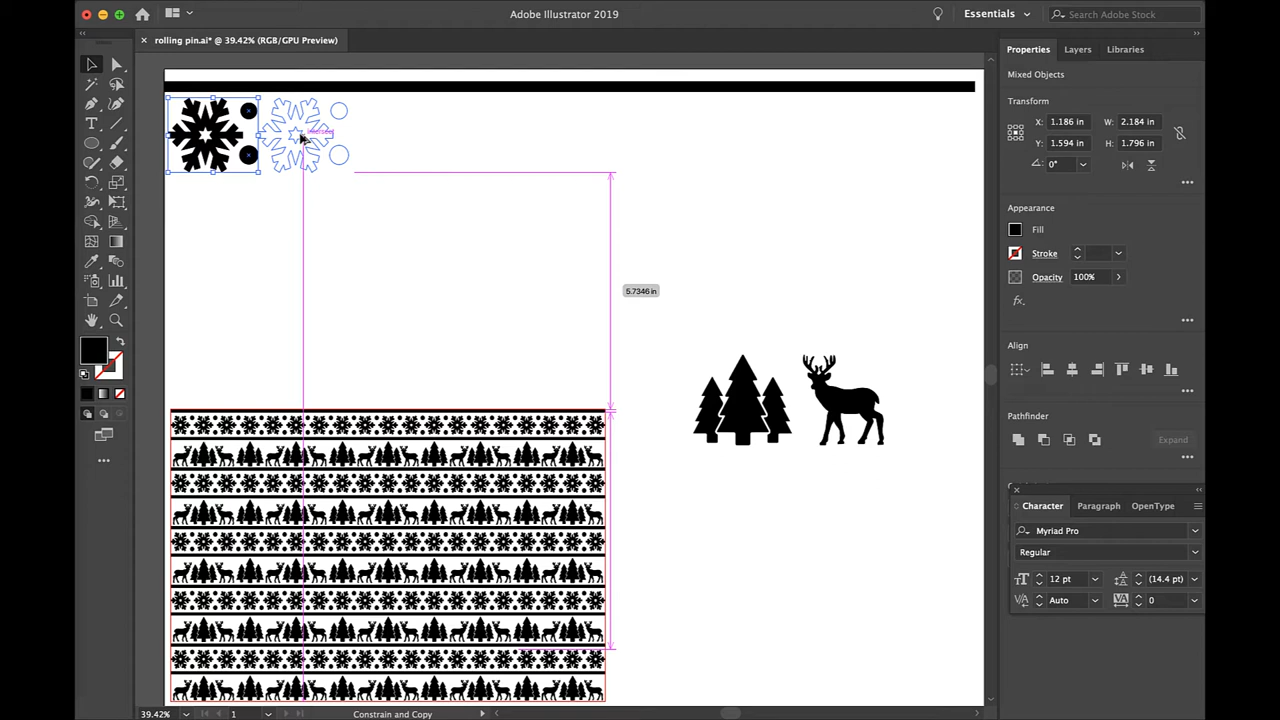 Adobe Illustrator 2019
Essentials
Search Adobe Stock
rolling pin.ai* @ 39.42% (RGB/GPU Preview)
Properties
Layers
Libraries
Mixed Objects
Transform
X: 1.186 in
W: 2.184 in
Y: 1.594 in
H: 1.796 in
0°
Appearance
Fill
Stroke
Opacity
100%
fx
Align
Pathfinder
Expand
Character
Paragraph
OpenType
Myriad Pro
Regular
12 pt
(14.4 pt)
Auto
0
intersect
5.7346 in
39.42%
1
Constrain and Copy